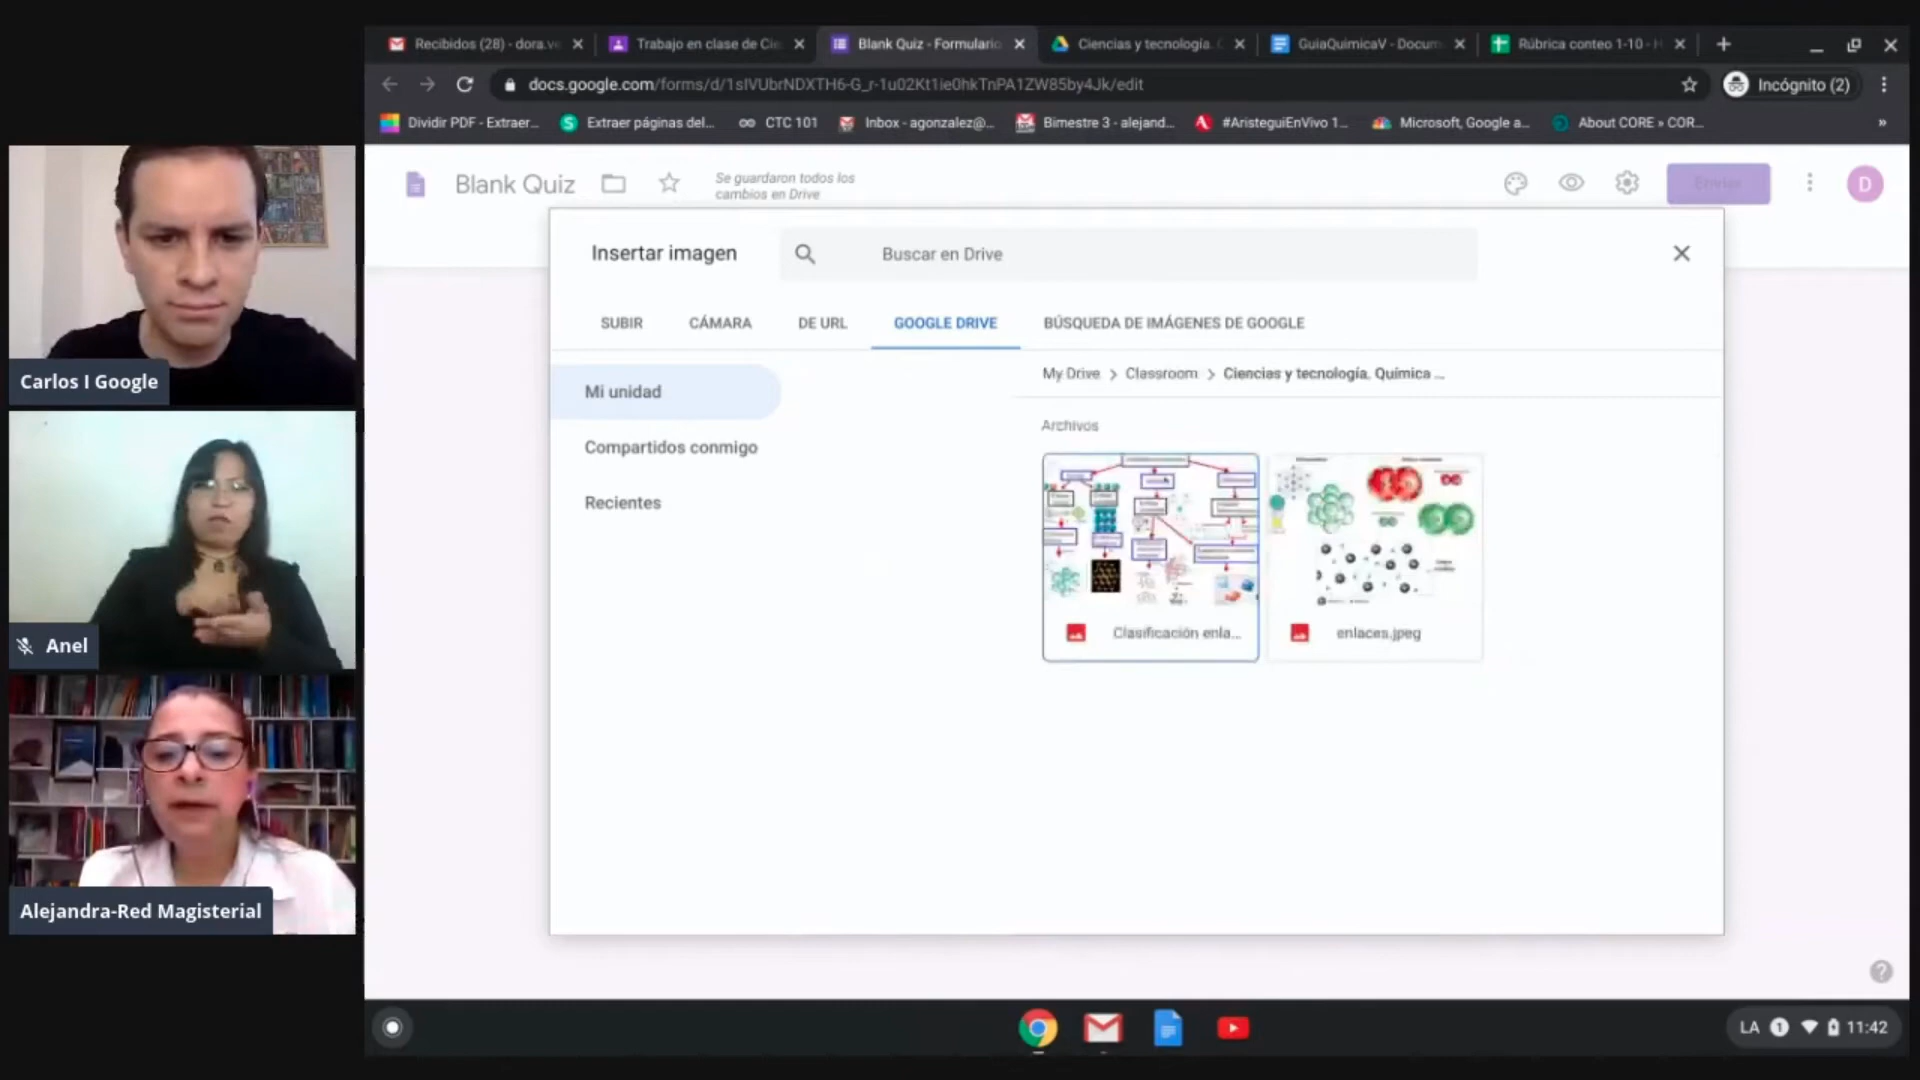 Recibidos (28) - dora.ve
Trabajo en clase de Cie
Blank Quiz - Formulario
Ciencias y tecnología. C
GuiaQuimicaV - Docum
Rúbrica conteo 1-10 - H
docs.google.com/forms/d/1sIVUbrNDXTH6-G_r-1u02Kt1ie0hkTnPA1ZW85by4Jk/edit
Incógnito (2)
Dividir PDF - Extraer...
Extraer páginas del...
CTC 101
Inbox - agonzalez@...
Bimestre 3 - alejand...
#AristeguiEnVivo 1...
Microsoft, Google a...
About CORE » COR...
»
Blank Quiz
Se guardaron todos los
cambios en Drive
Enviar
D
Insertar imagen
Buscar en Drive
SUBIR
CÁMARA
DE URL
GOOGLE DRIVE
BÚSQUEDA DE IMÁGENES DE GOOGLE
Mi unidad
Compartidos conmigo
Recientes
My Drive > Classroom > Ciencias y tecnología. Química ...
Archivos
Clasificación enla...
enlaces.jpeg
Carlos I Google
Anel
Alejandra-Red Magisterial
LA
1
11:42